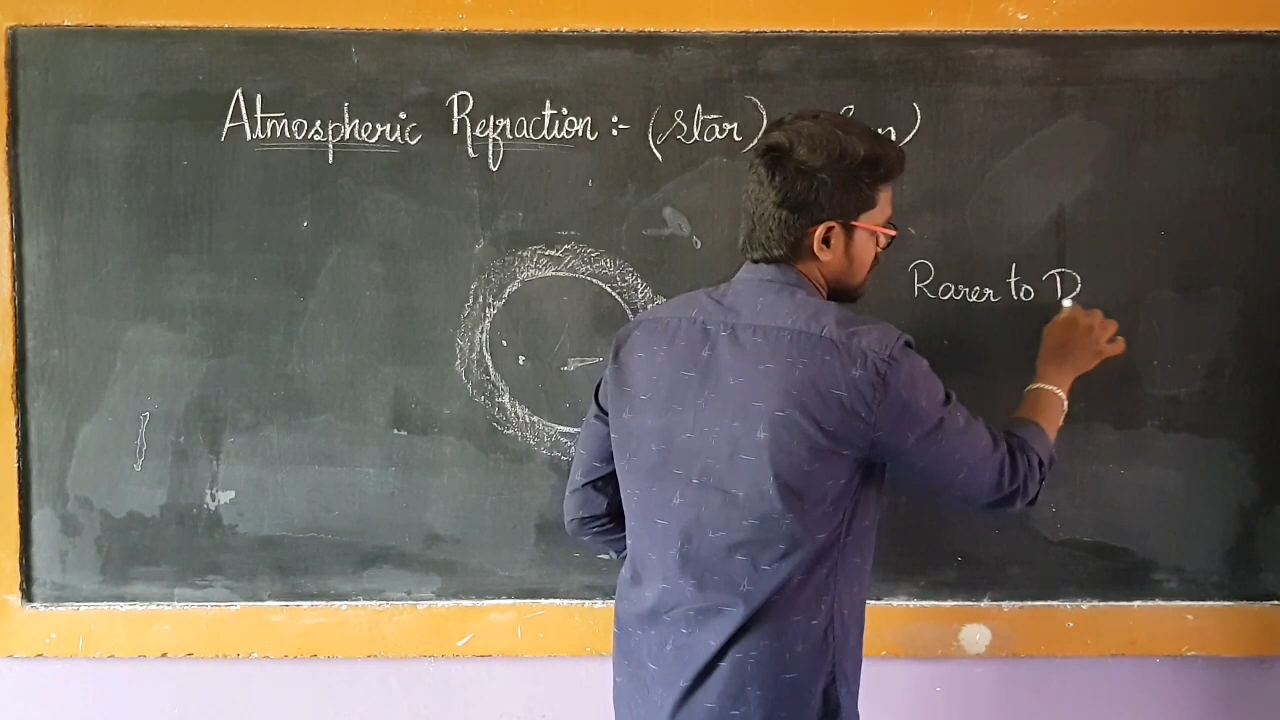 Atmospheric Refraction :- (Star)
Rarer to D